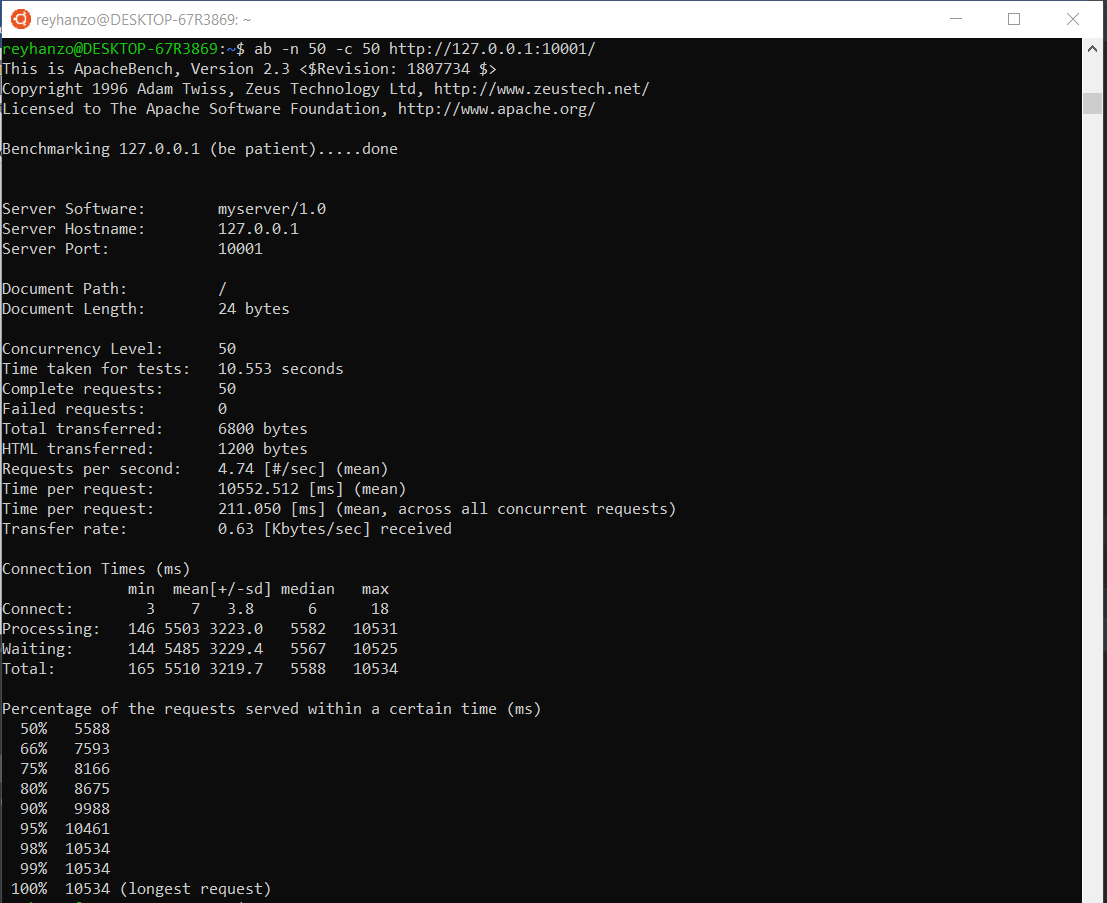 reyhanzo@DESKTOP-67R3869: ~
reyhanzo@DESKTOP-67R3869:~$ ab -n 50 -c 50 http://127.0.0.1:10001/
This is ApacheBench, Version 2.3 <$Revision: 1807734 $>
Copyright 1996 Adam Twiss, Zeus Technology Ltd, http://www.zeustech.net/
Licensed to The Apache Software Foundation, http://www.apache.org/

Benchmarking 127.0.0.1 (be patient).....done


Server Software:        myserver/1.0
Server Hostname:        127.0.0.1
Server Port:            10001

Document Path:          /
Document Length:        24 bytes

Concurrency Level:      50
Time taken for tests:   10.553 seconds
Complete requests:      50
Failed requests:        0
Total transferred:      6800 bytes
HTML transferred:       1200 bytes
Requests per second:    4.74 [#/sec] (mean)
Time per request:       10552.512 [ms] (mean)
Time per request:       211.050 [ms] (mean, across all concurrent requests)
Transfer rate:          0.63 [Kbytes/sec] received

Connection Times (ms)
              min  mean[+/-sd] median   max
Connect:        3    7   3.8      6      18
Processing:   146 5503 3223.0   5582   10531
Waiting:      144 5485 3229.4   5567   10525
Total:        165 5510 3219.7   5588   10534

Percentage of the requests served within a certain time (ms)
  50%   5588
  66%   7593
  75%   8166
  80%   8675
  90%   9988
  95%  10461
  98%  10534
  99%  10534
 100%  10534 (longest request)